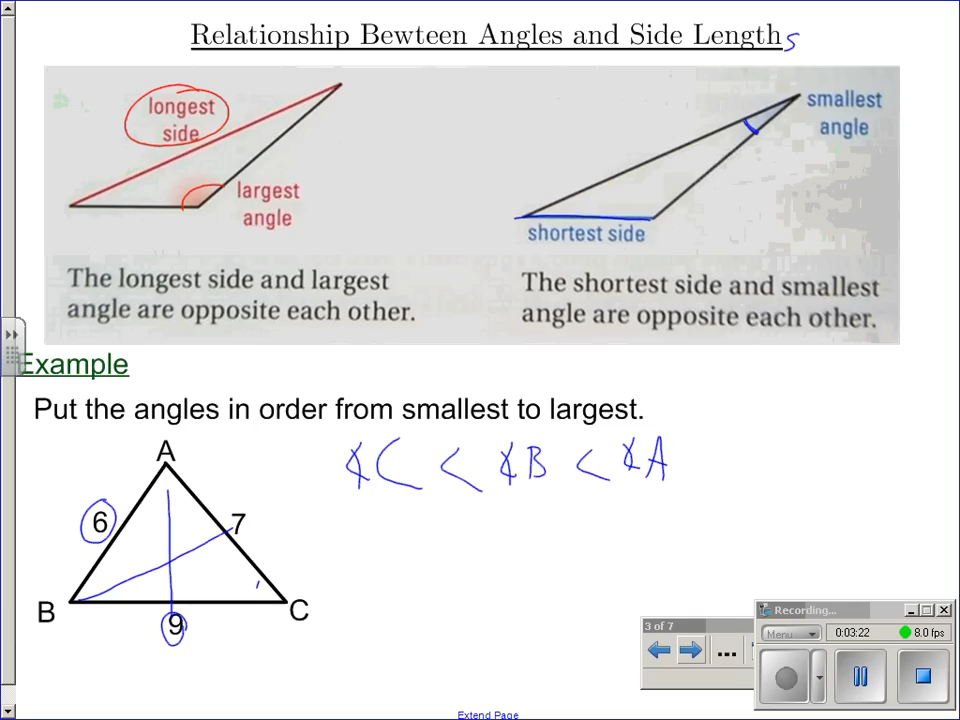 Relationship Bewteen Angles and Side Lengths
longest
side
largest
angle
smallest
angle
shortest side
The longest side and largest
angle are opposite each other.
The shortest side and smallest
angle are opposite each other.
Example
Put the angles in order from smallest to largest.
∡C < ∡B < ∡A
A
6
7
B
C
9
3 of 7
...
Recording...
Menu
0:03:22
8.0 fps
Extend Page